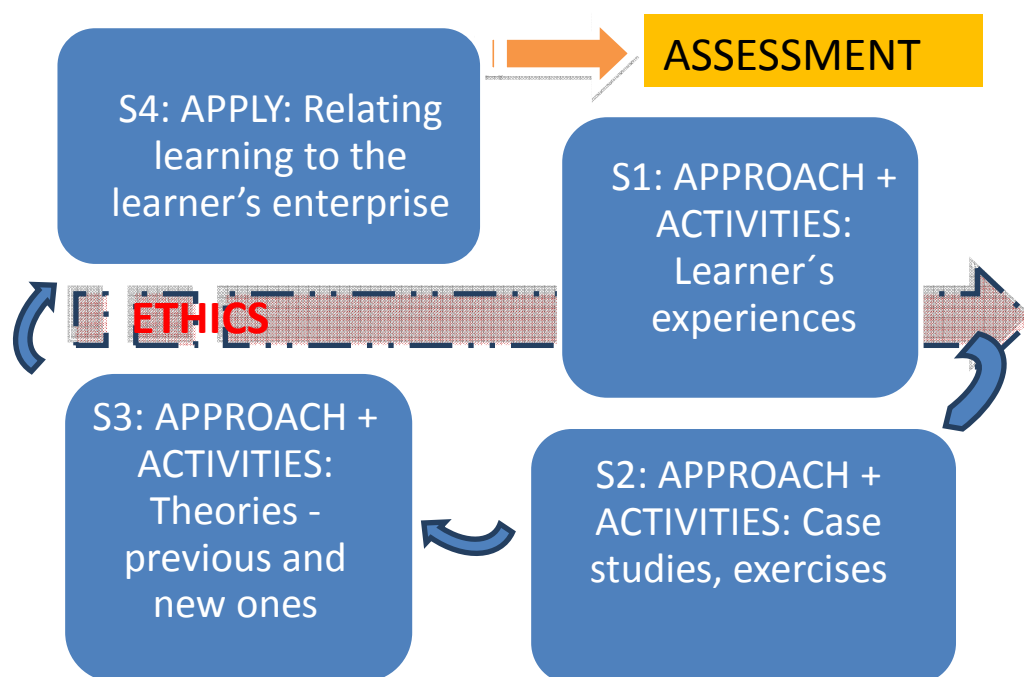 ASSESSMENT
S4: APPLY: Relating
learning to the
learner’s enterprise
S1: APPROACH +
ACTIVITIES:
Learner´s
experiences
ETHICS
S3: APPROACH +
ACTIVITIES:
Theories -
previous and
new ones
S2: APPROACH +
ACTIVITIES: Case
studies, exercises